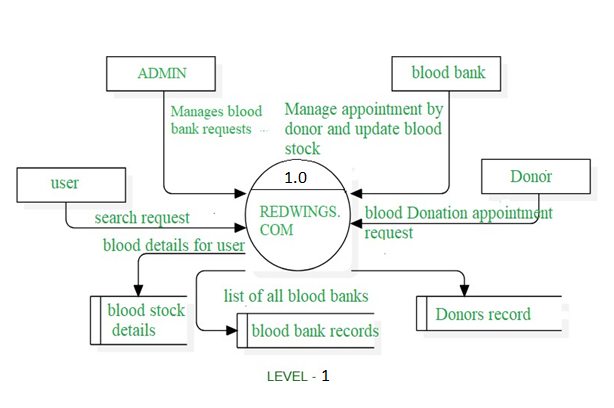 ADMIN
blood bank
Manages blood
bank requests
Manage appointment by
donor and update blood
stock
user
1.0
Donor
REDWINGS.
COM
search request
blood Donation appointment
request
blood details for user
list of all blood banks
blood stock
details
blood bank records
Donors record
LEVEL - 1